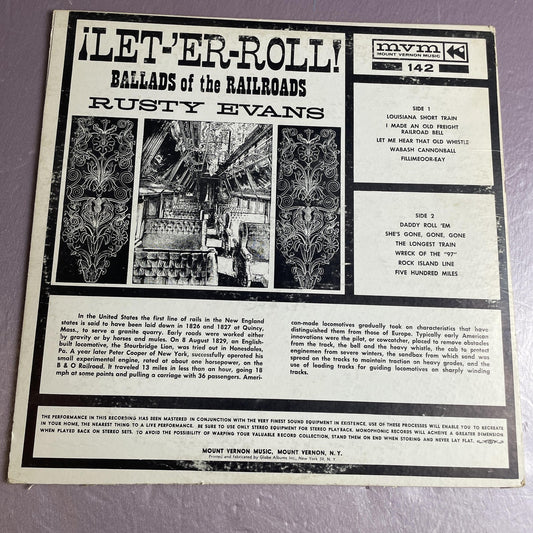 ¡LET-'ER-ROLL!
BALLADS of the RAILROADS
RUSTY EVANS
mvm
MOUNT VERNON MUSIC
142
SIDE 1
LOUISIANA SHORT TRAIN
I MADE AN OLD FREIGHT
RAILROAD BELL
LET ME HEAR THAT OLD WHISTLE
WABASH CANNONBALL
FILLIMEOOR-EAY
SIDE 2
DADDY ROLL 'EM
SHE'S GONE, GONE, GONE
THE LONGEST TRAIN
WRECK OF THE "97"
ROCK ISLAND LINE
FIVE HUNDRED MILES
In the United States the first line of rails in the New England
states is said to have been laid down in 1826 and 1827 at Quincy,
Mass., to serve a granite quarry. Early roads were worked either
by gravity or by horses and mules. On 8 August 1829, an English-
built locomotive, the Stourbridge Lion, was tried out in Honesdales,
Pa. A year later Peter Cooper of New York, successfully operated his
small experimental engine, rated at about one horsepower, on the
B & O Railroad. It traveled 13 miles in less than an hour, going 18
mph at some points and pulling a carriage with 36 passengers. Ameri-
can-made locomotives gradually took on characteristics that have
distinguished them from those of Europe. Typically early American
innovations were the pilot, or cowcatcher, placed to remove obstacles
from the track, the bell and the heavy whistle, the cab to protect
enginemen from severe winters, the sandbox from which sand was
spread on the tracks to maintain traction on heavy grades, and the
use of leading trucks for guiding locomotives on sharply winding
tracks.
THE PERFORMANCE IN THIS RECORDING HAS BEEN MASTERED IN CONJUNCTION WITH THE VERY FINEST SOUND EQUIPMENT IN EXISTENCE. USE OF THESE PROCESSES WILL ENABLE YOU TO RECREATE
IN YOUR HOME, THE NEAREST THING TO A LIVE PERFORMANCE. BE SURE TO USE ONLY STEREO EQUIPMENT FOR STEREO PLAYBACK, MONOPHONIC RECORDS WILL ACHEIVE A GREATER DIMENSION
WHEN PLAYED BACK ON STEREO SETS. TO AVOID THE POSSIBILITY OF WARPING YOUR VALUABLE RECORD COLLECTION, STAND THEM ON END WHEN STORING AND NEVER LAY FLAT.
MOUNT VERNON MUSIC, MOUNT VERNON, N. Y.
Printed and Fabricated by Globe Albums Inc., New York 59, N. Y.